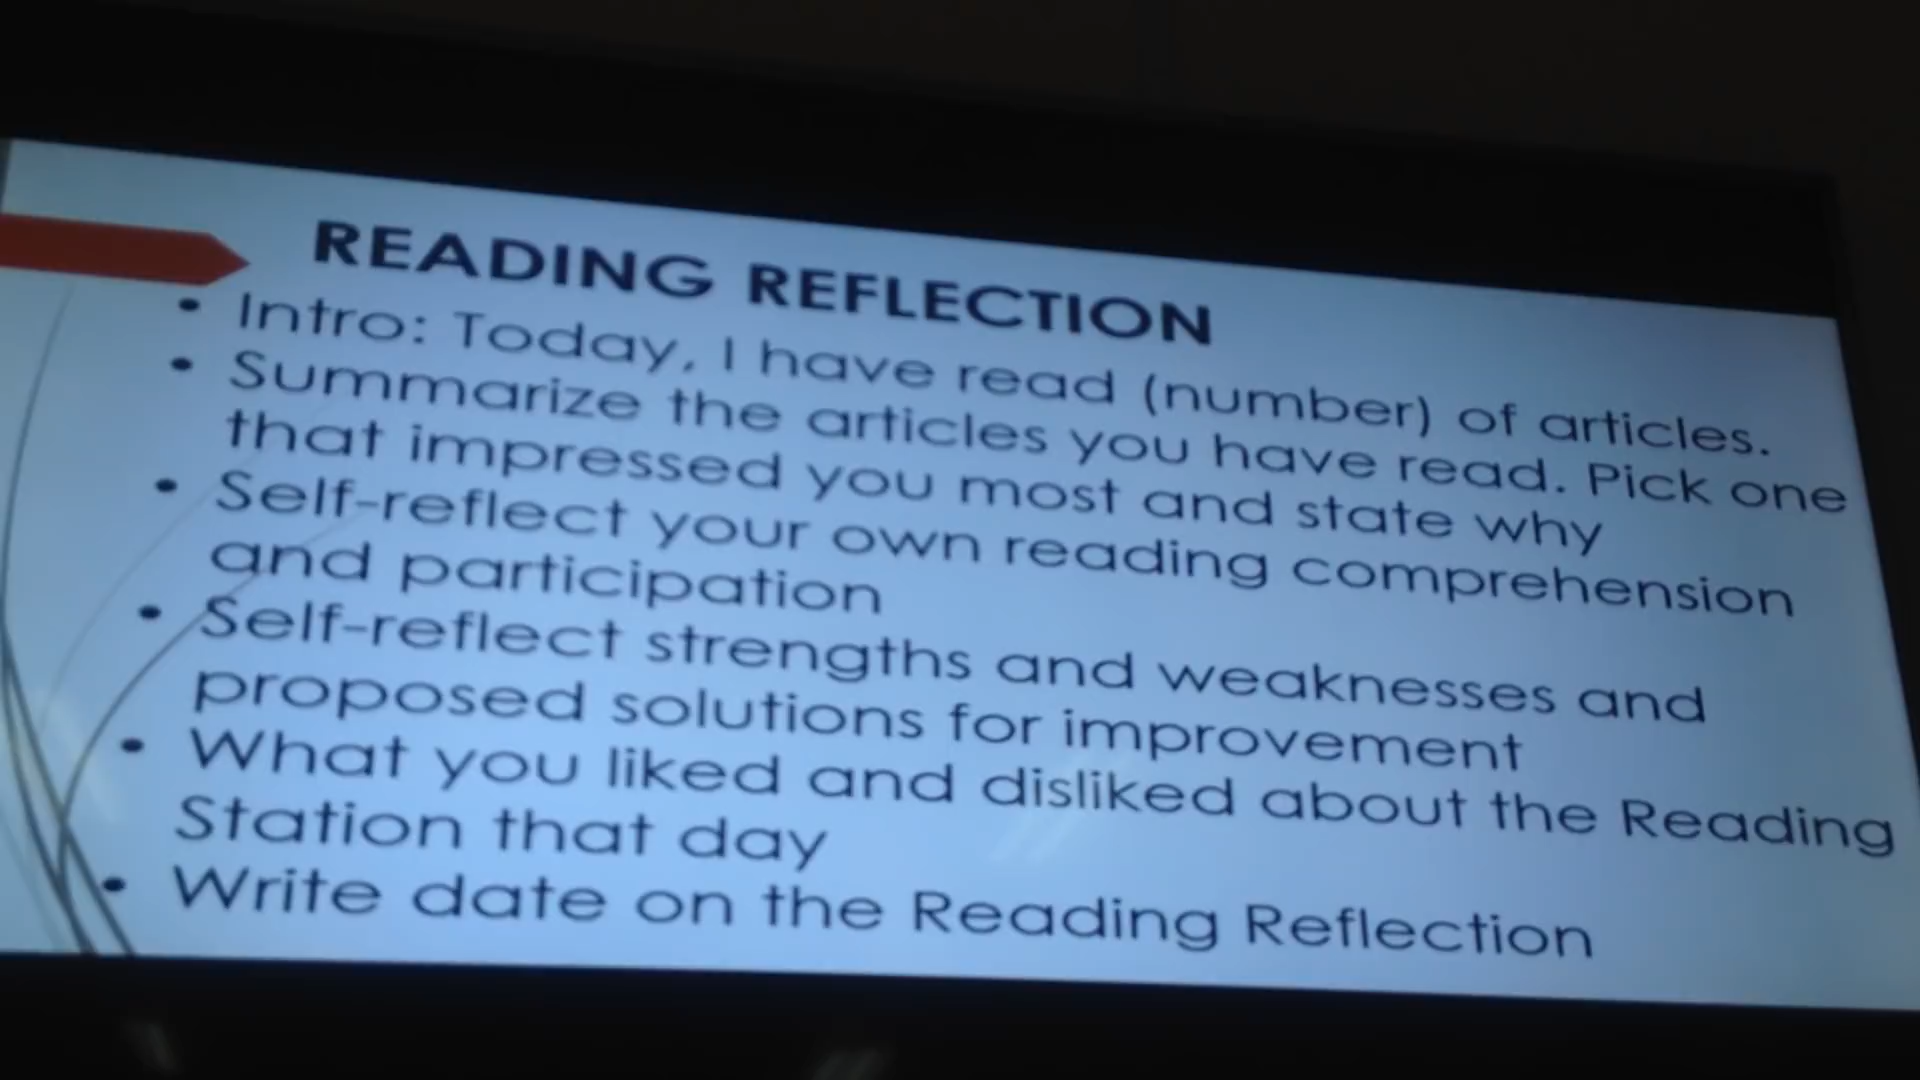 READING REFLECTION
• Intro: Today, I have read (number) of articles.
• Summarize the articles you have read. Pick one
that impressed you most and state why
• Self-reflect your own reading comprehension
and participation
• Self-reflect strengths and weaknesses and
proposed solutions for improvement
• What you liked and disliked about the Reading
Station that day
• Write date on the Reading Reflection